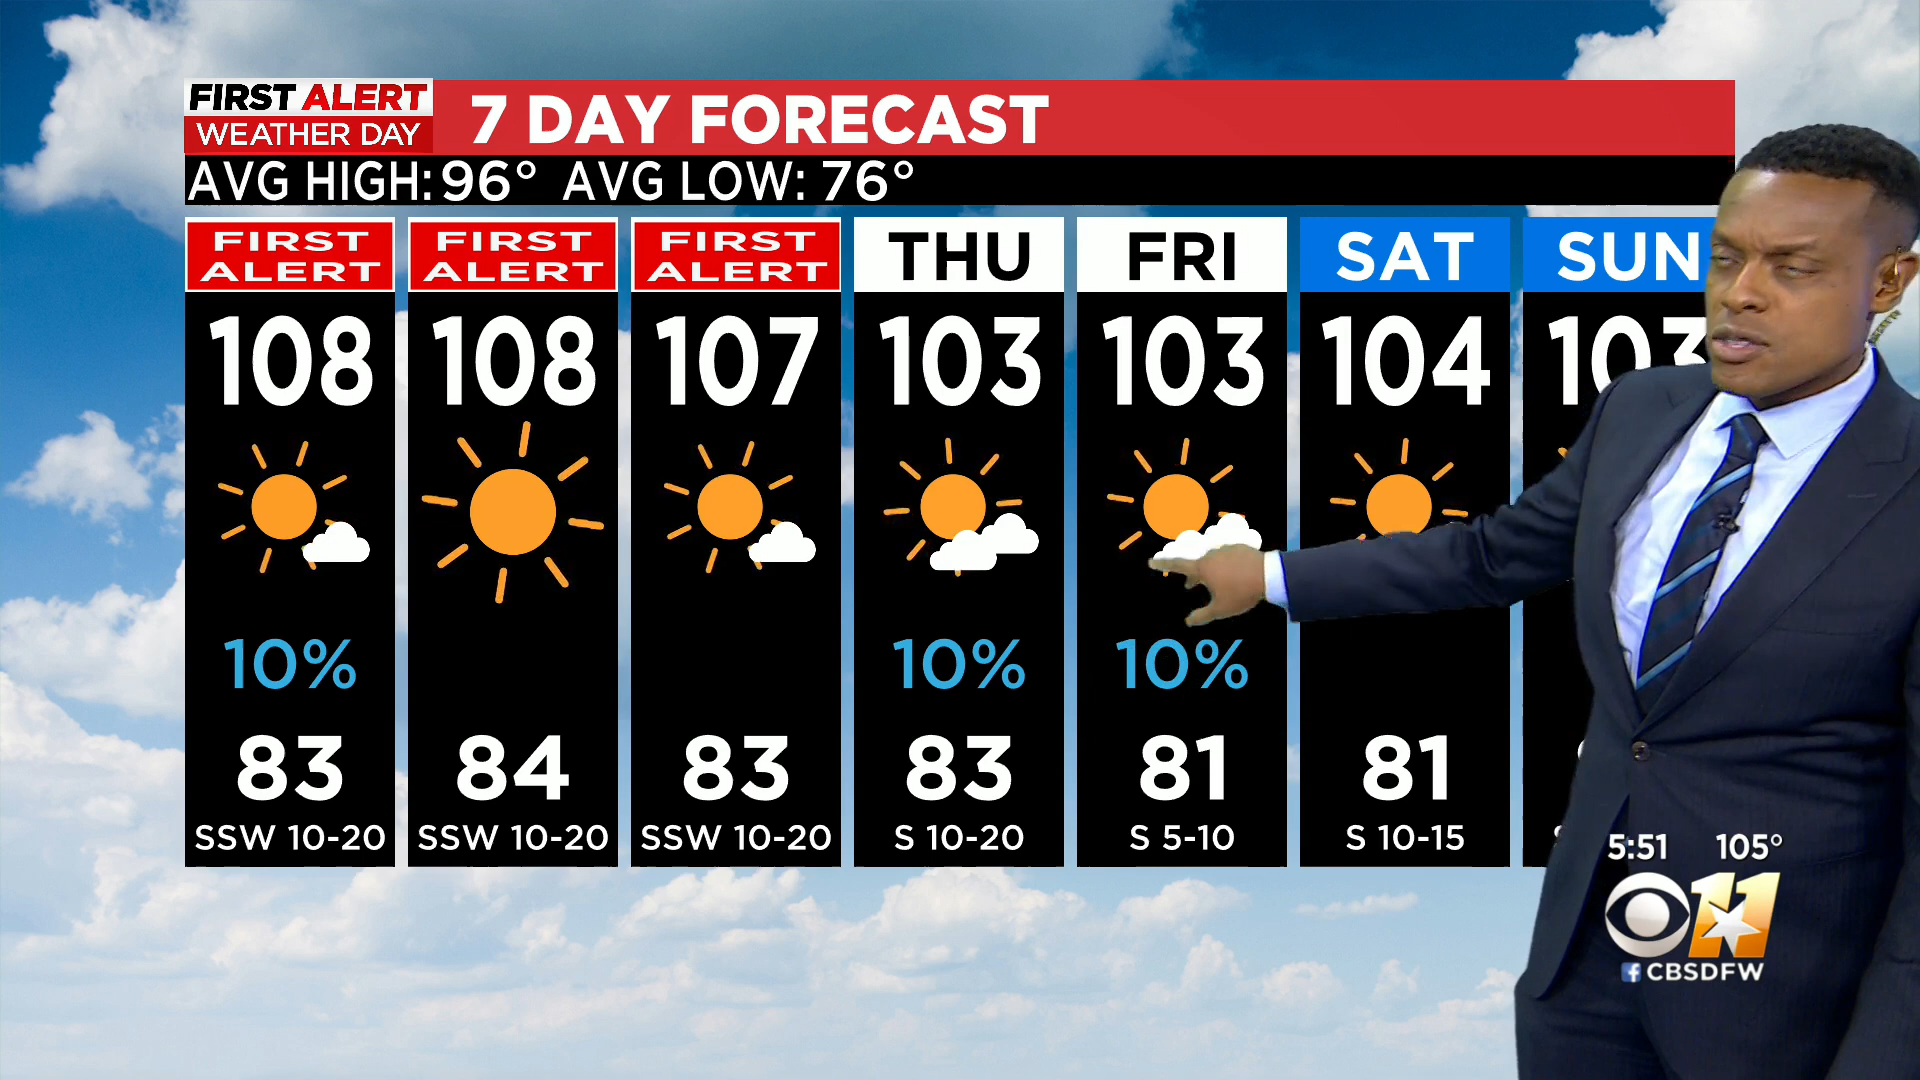 FIRST ALERT
WEATHER DAY
7 DAY FORECAST
AVG HIGH: 96° AVG LOW: 76°
FIRST
ALERT
108
10%
83
SSW 10-20
FIRST
ALERT
108
84
SSW 10-20
FIRST
ALERT
107
83
SSW 10-20
THU
103
10%
83
S 10-20
FRI
103
10%
81
S 5-10
SAT
104
81
S 10-15
SUN
103
5:51 105°
11
f CBSDFW